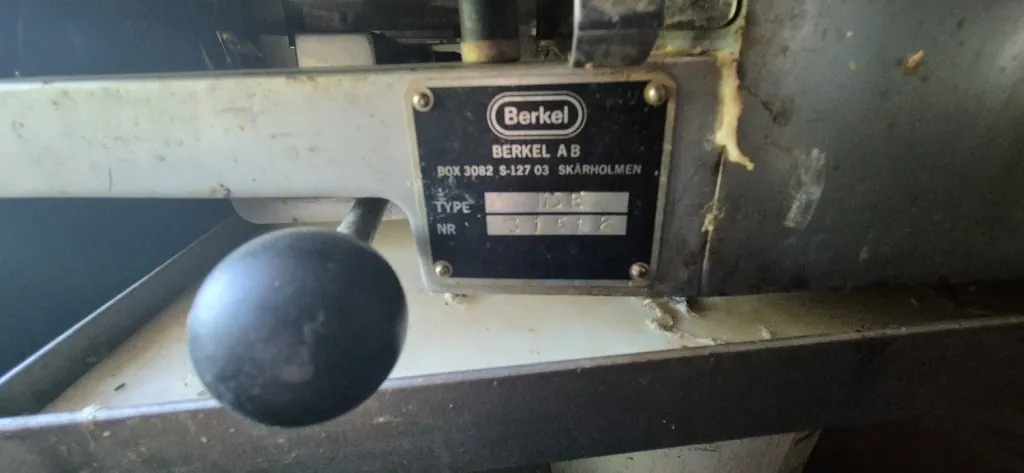 Berkel
BERKEL AB
BOX 3082 S-127 03 SKÄRHOLMEN
TYPE
NR